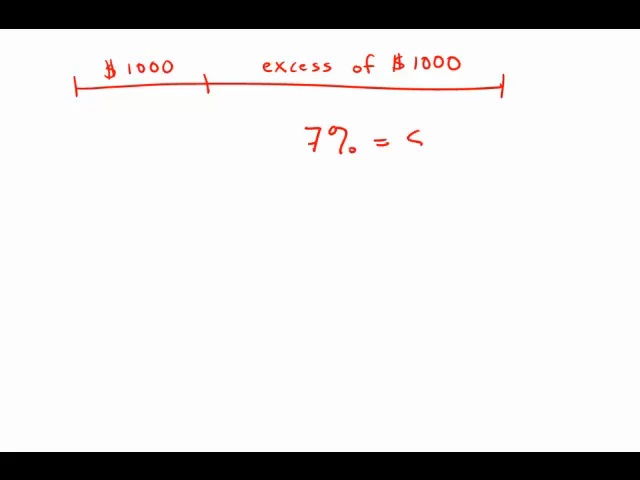 $1000 excess of $1000
7% =